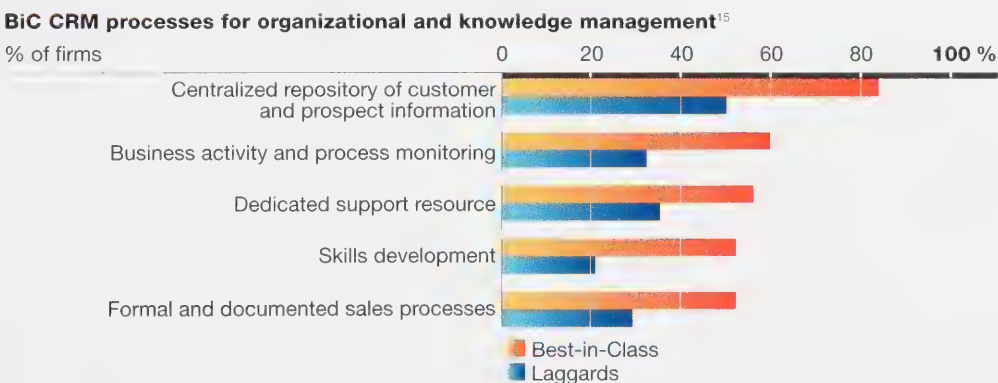 BiC CRM processes for organizational and knowledge management15
% of firms
0 20 40 60 80 100 %
Centralized repository of customer
and prospect information
Business activity and process monitoring
Dedicated support resource
Skills development
Formal and documented sales processes
Best-in-Class
Laggards